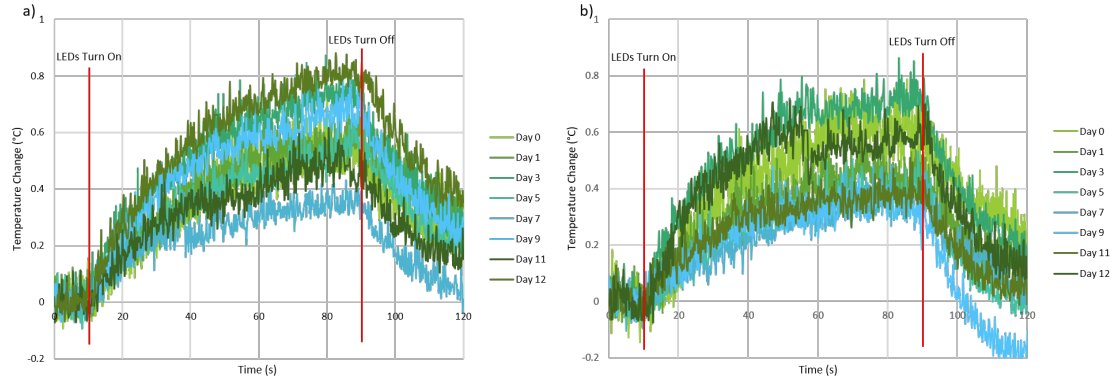 a)
LEDs Turn On
LEDs Turn Off
Temperature Change (°C)
1
0.8
0.6
0.4
0.2
0
-0.2
0 20 40 60 80 100 120
Time (s)
Day 0
Day 1
Day 3
Day 5
Day 7
Day 9
Day 11
Day 12
b)
LEDs Turn On
LEDs Turn Off
Temperature Change (°C)
1
0.8
0.6
0.4
0.2
0
-0.2
0 20 40 60 80 100 120
Time (s)
Day 0
Day 1
Day 3
Day 5
Day 7
Day 9
Day 11
Day 12